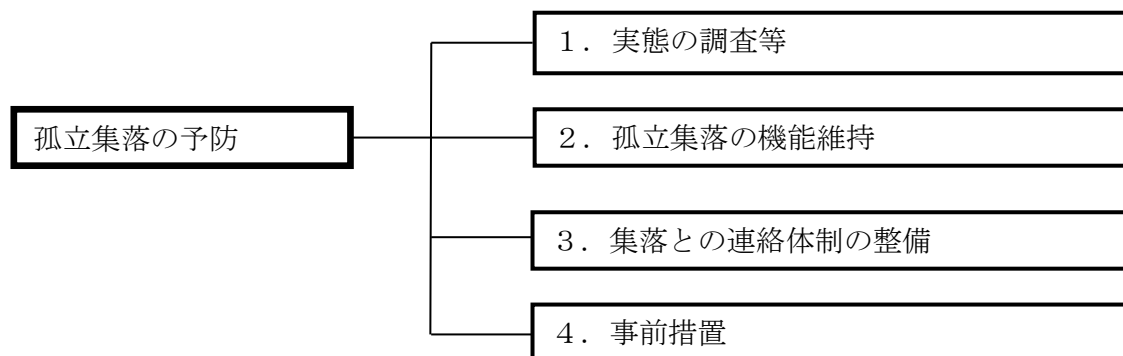 孤立集落の予防
１．実態の調査等
２．孤立集落の機能維持
３．集落との連絡体制の整備
４．事前措置